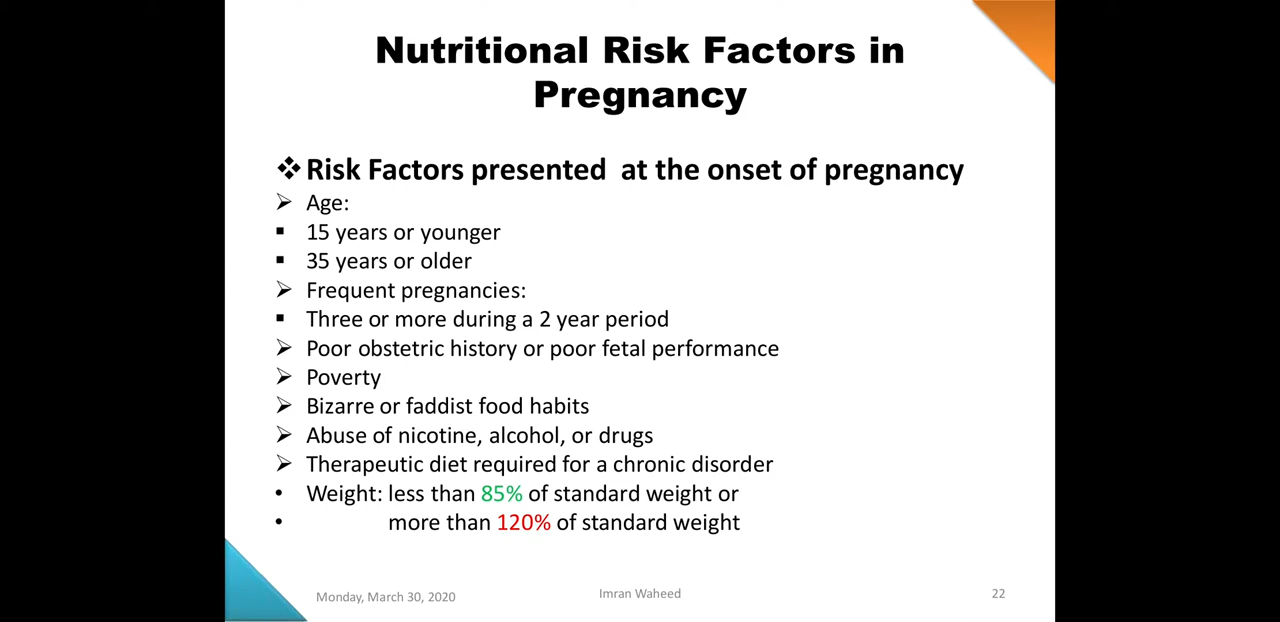 Nutritional Risk Factors in
Pregnancy
❖Risk Factors presented  at the onset of pregnancy
➢ Age:
▪ 15 years or younger
▪ 35 years or older
➢ Frequent pregnancies:
▪ Three or more during a 2 year period
➢ Poor obstetric history or poor fetal performance
➢ Poverty
➢ Bizarre or faddist food habits
➢ Abuse of nicotine, alcohol, or drugs
➢ Therapeutic diet required for a chronic disorder
• Weight: less than 85% of standard weight or
• more than 120% of standard weight
Monday, March 30, 2020
Imran Waheed
22